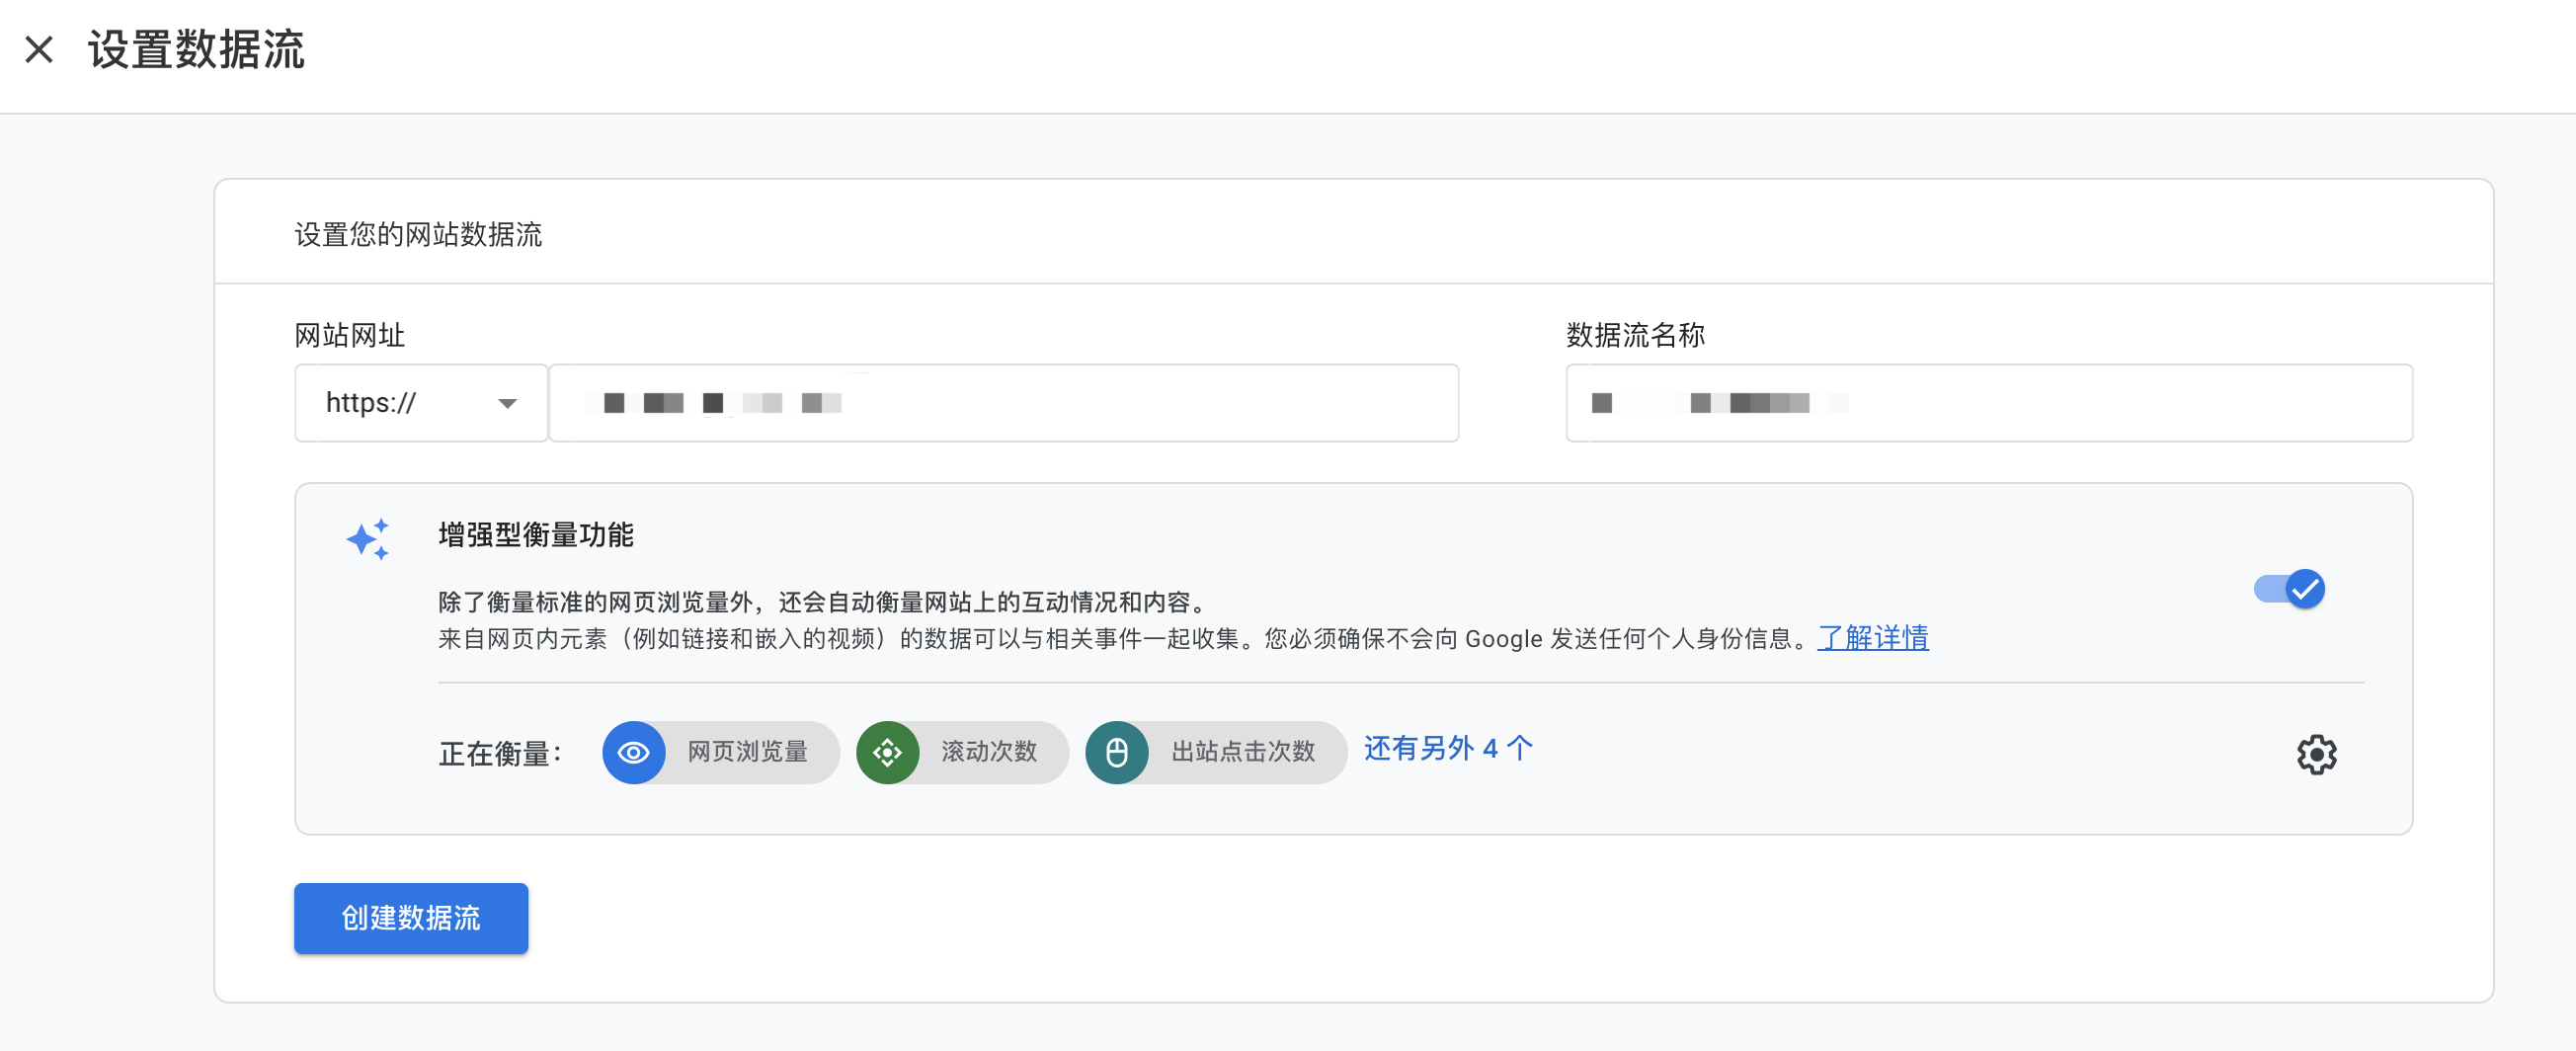 设置数据流
设置您的网站数据流
网站网址
数据流名称
https://
增强型衡量功能
除了衡量标准的网页浏览量外，还会自动衡量网站上的互动情况和内容。
来自网页内元素（例如链接和嵌入的视频）的数据可以与相关事件一起收集。您必须确保不会向 Google 发送任何个人身份信息。了解详情
正在衡量： 网页浏览量 滚动次数 出站点击次数 还有另外 4 个
创建数据流